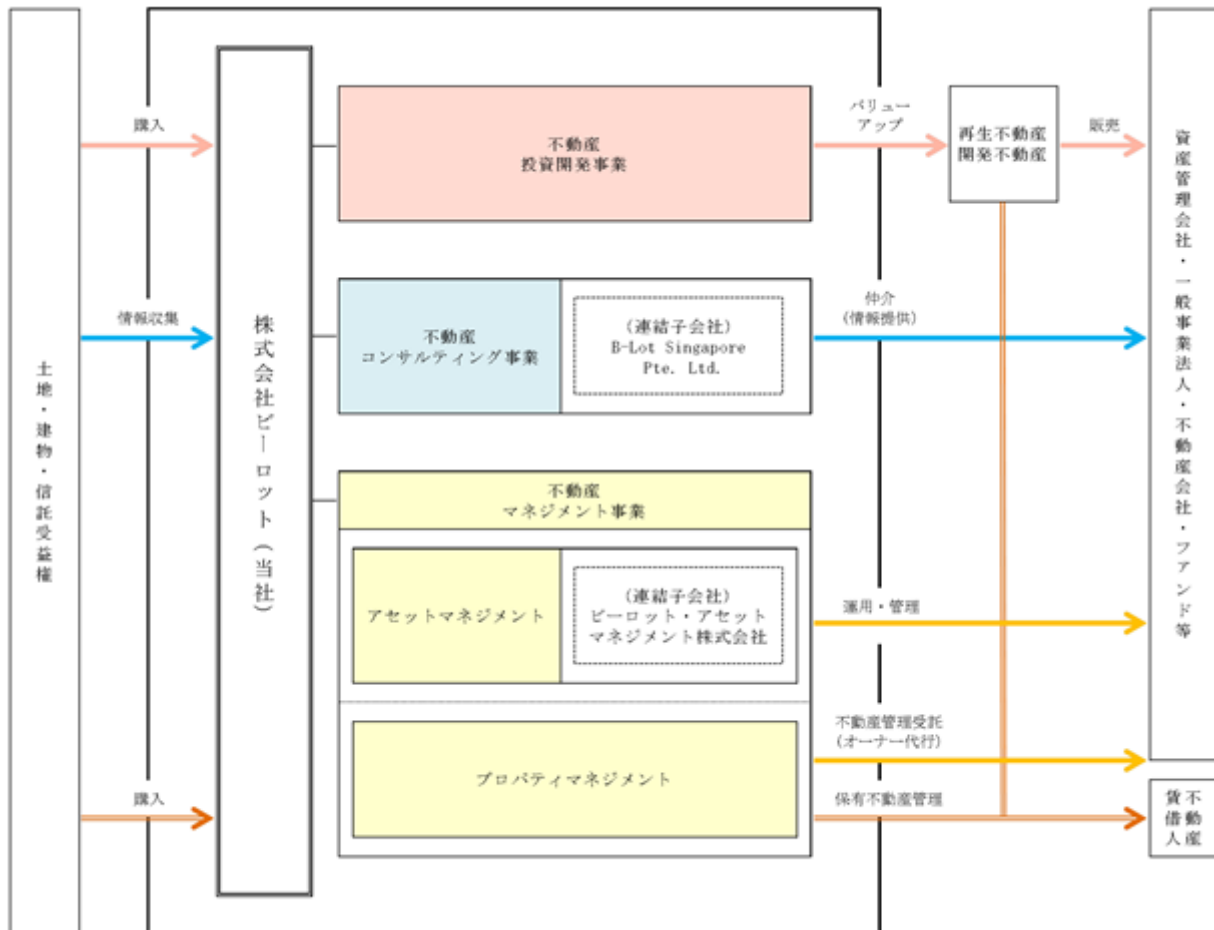 土地・建物・信託受益権
購入
情報収集
購入
株式会社ビーロット(当社)
不動産
投資開発事業
バリュー
アップ
再生不動産
開発不動産
販売
不動産
コンサルティング事業
(連結子会社)
B-Lot Singapore
Pte. Ltd.
仲介
(情報提供)
不動産
マネジメント事業
アセットマネジメント
(連結子会社)
ビーロット・アセット
マネジメント株式会社
運用・管理
プロパティマネジメント
不動産管理受託
(オーナー代行)
保有不動産管理
資産管理会社・一般事業法人・不動産会社・ファンド等
不動産
賃借人